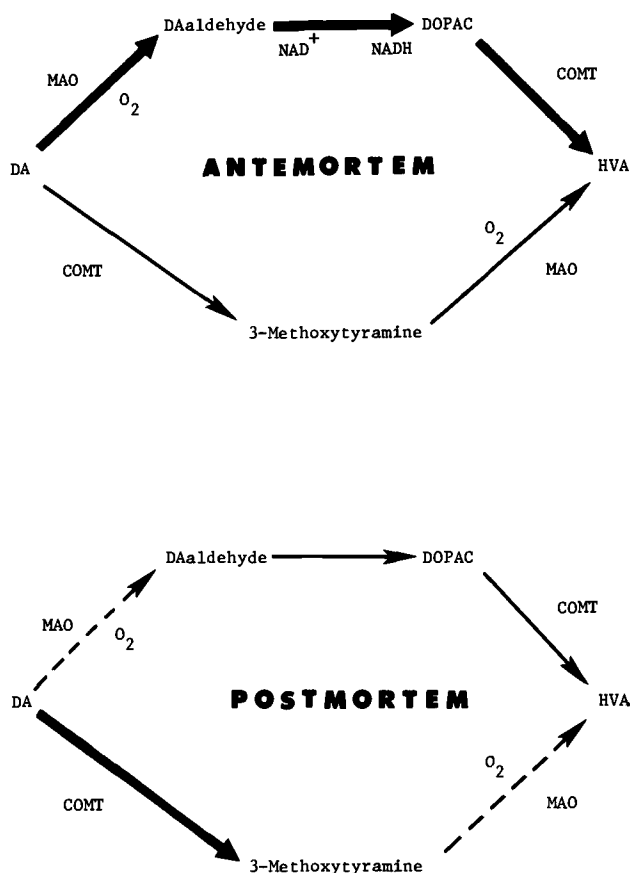 DAaldehyde
NAD+
NADH
DOPAC
MAO
O2
COMT
DA
ANTEMORTEM
HVA
COMT
O2
MAO
3-Methoxytyramine
DAaldehyde
DOPAC
MAO
O2
COMT
DA
POSTMORTEM
HVA
COMT
O2
MAO
3-Methoxytyramine